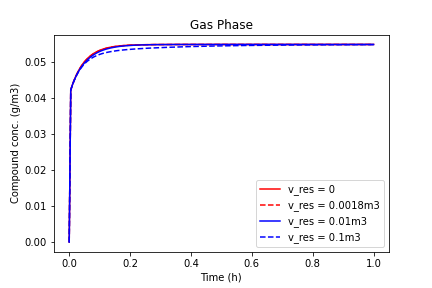 Gas Phase
Compound conc. (g/m3)
0.05
0.04
0.03
0.02
0.01
0.00
v_res = 0
v_res = 0.0018m3
v_res = 0.01m3
v_res = 0.1m3
0.0 0.2 0.4 0.6 0.8 1.0
Time (h)